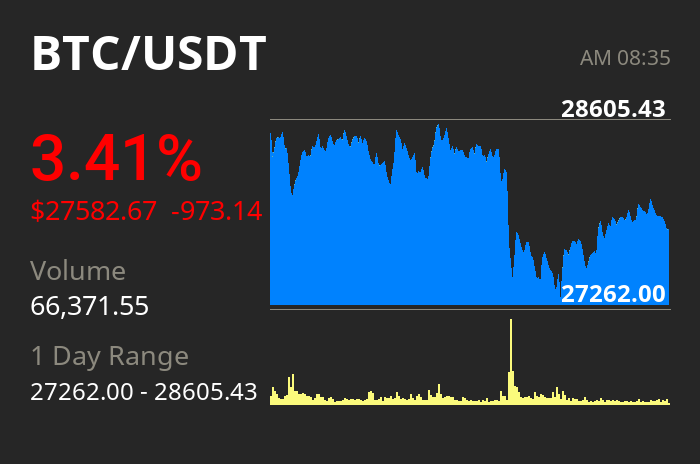 BTC/USDT
AM 08:35
28605.43
3.41%
$27582.67 -973.14
Volume
66,371.55
27262.00
1 Day Range
27262.00 - 28605.43